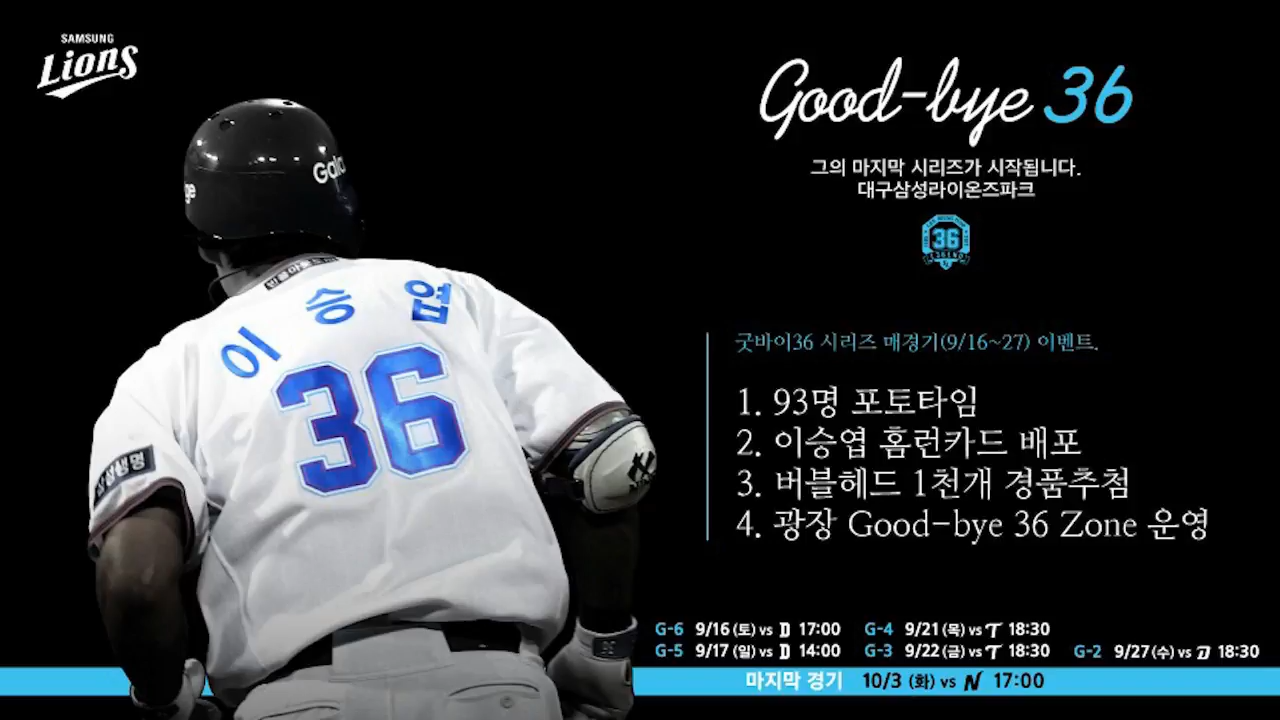 SAMSUNG
Lions
Good-bye 36
그의 마지막 시리즈가 시작됩니다.
대구삼성라이온즈파크
36
이승엽
36
삼성생명
굿바이36 시리즈 매경기(9/16~27) 이벤트.
1. 93명 포토타임
2. 이승엽 홈런카드 배포
3. 버블헤드 1천개 경품추첨
4. 광장 Good-bye 36 Zone 운영
G-6 9/16 (토) vs D 17:00 G-4 9/21 (목) vs T 18:30
G-5 9/17 (일) vs D 14:00 G-3 9/22 (금) vs T 18:30 G-2 9/27 (수) vs D 18:30
마지막 경기 10/3 (화) vs N 17:00